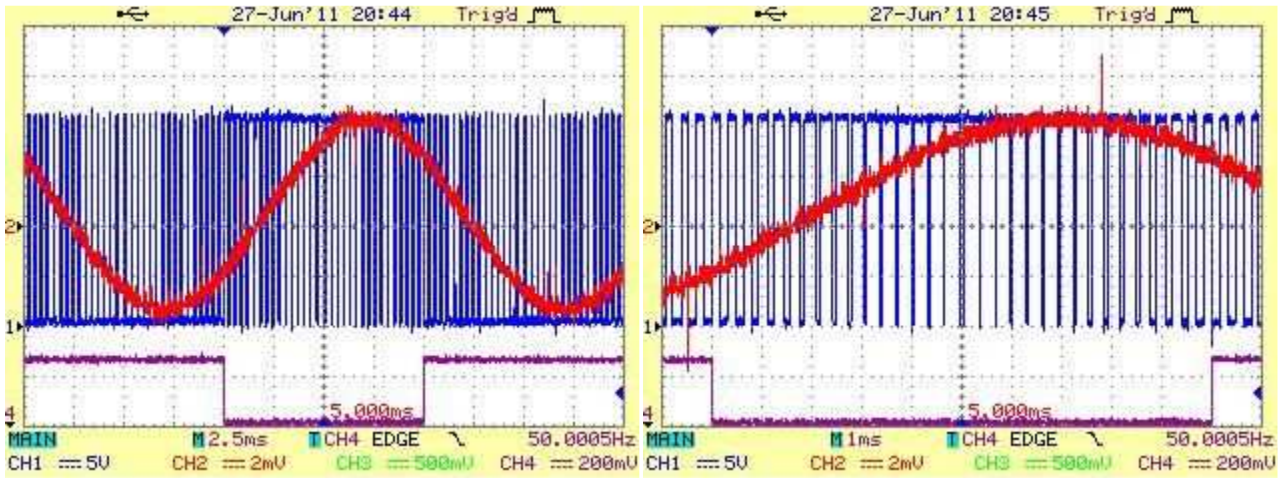 27-Jun'11 20:44 Trig'd
2
1
4
5.000ms
MAIN M 2.5ms T CH4 EDGE 50.0005Hz
CH1 5V CH2 2mV CH3 500mV CH4 200mV
27-Jun'11 20:45 Trig'd
2
1
4
5.000ms
MAIN M 1ms T CH4 EDGE 50.0005Hz
CH1 5V CH2 2mV CH3 500mV CH4 200mV